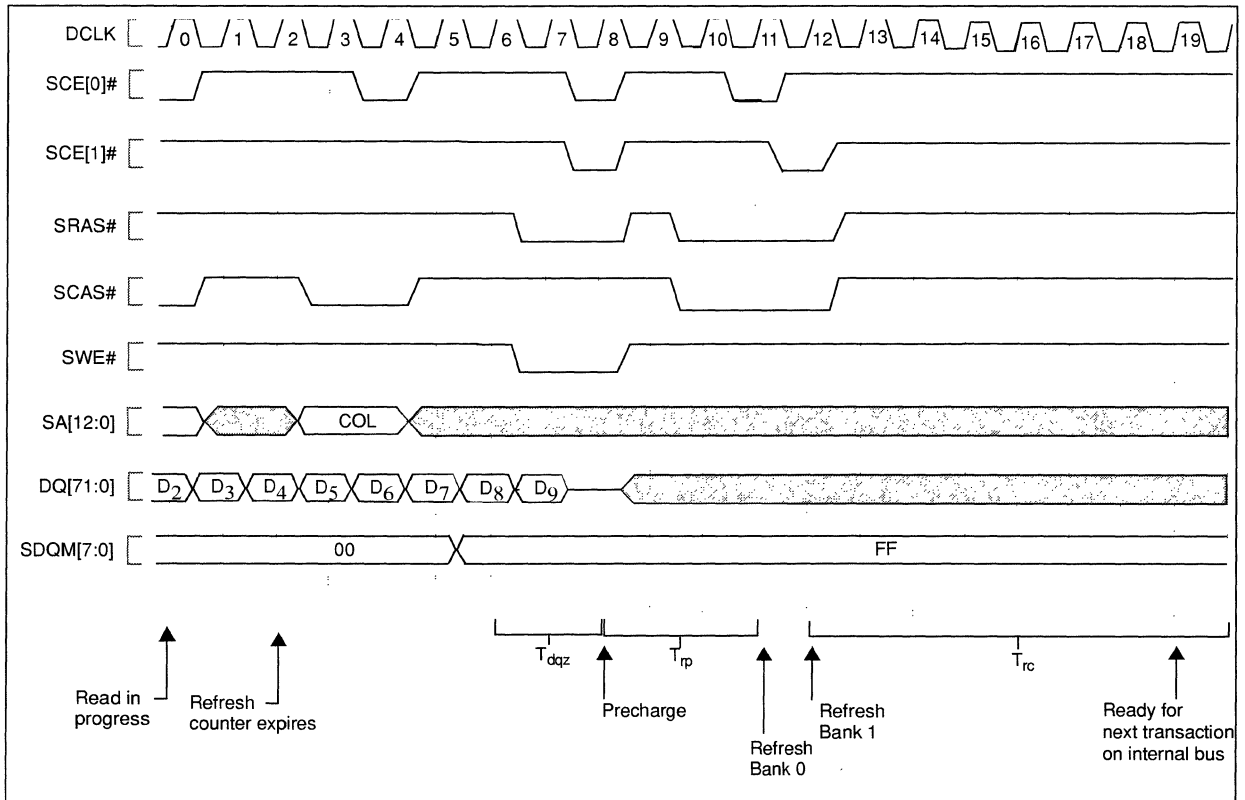 DCLK 0 1 2 3 4 5 6 7 8 9 10 11 12 13 14 15 16 17 18 19
SCE[0]#
SCE[1]#
SRAS#
SCAS#
SWE#
SA[12:0] COL
DQ[71:0] D2 D3 D4 D5 D6 D7 D8 D9
SDQM[7:0] 00 FF
Tdqz Trp Trc
Read in
progress
Refresh
counter expires
Precharge
Refresh
Bank 0
Refresh
Bank 1
Ready for
next transaction
on internal bus